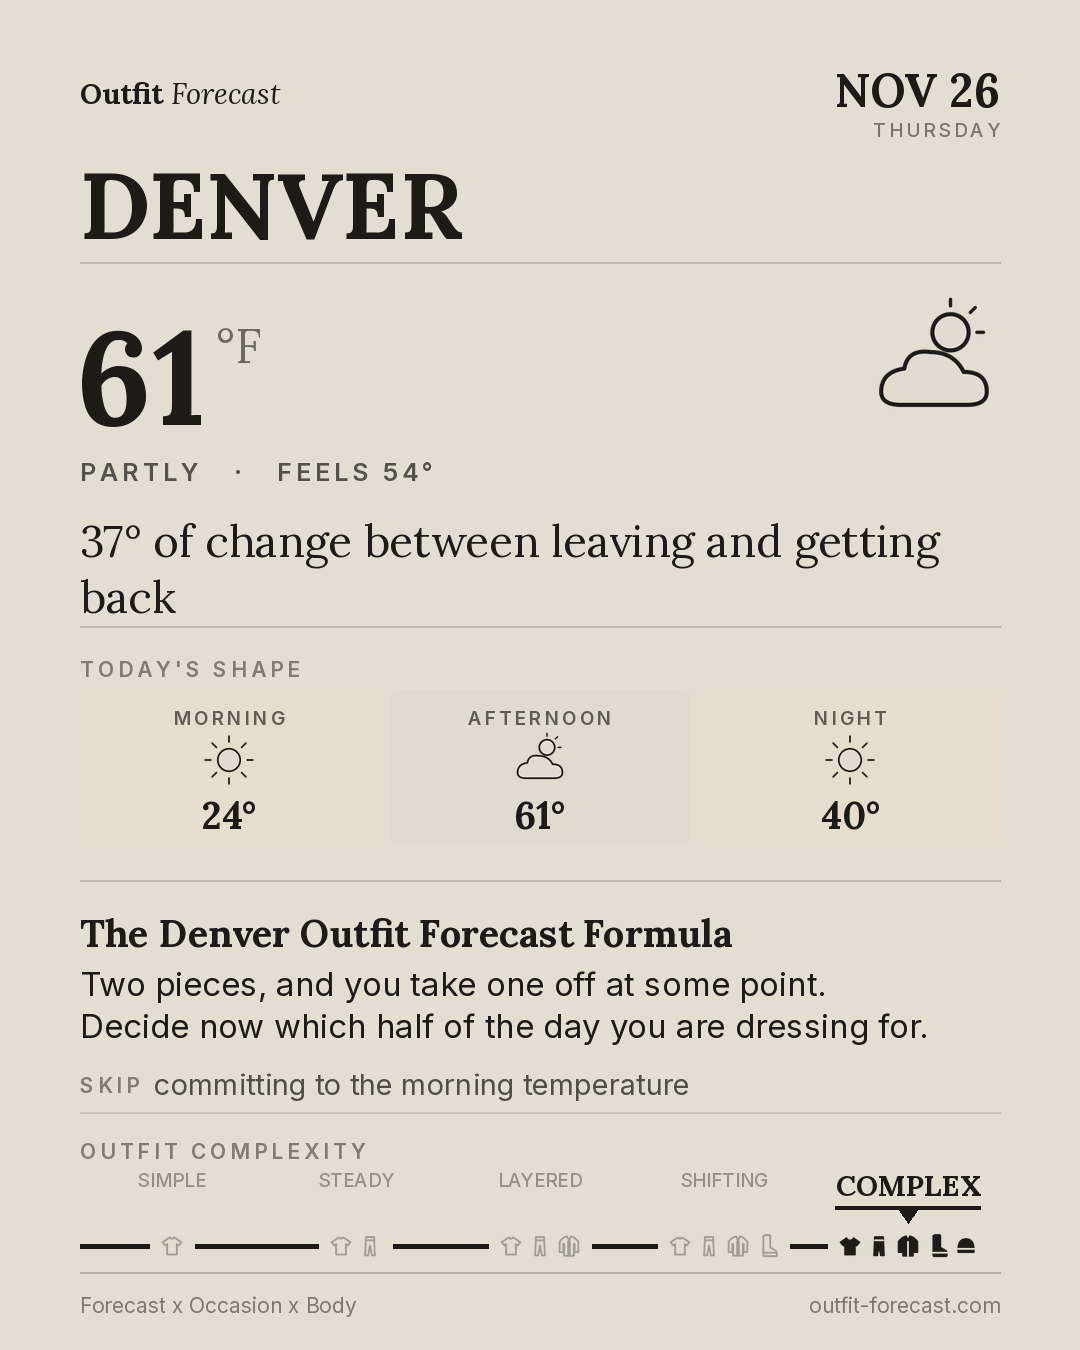 Outfit Forecast
NOV 26
THURSDAY
DENVER
61 °F
PARTLY · FEELS 54°
37° of change between leaving and getting
back
TODAY'S SHAPE
MORNING
24°
AFTERNOON
61°
NIGHT
40°
The Denver Outfit Forecast Formula
Two pieces, and you take one off at some point.
Decide now which half of the day you are dressing for.
SKIP committing to the morning temperature
OUTFIT COMPLEXITY
SIMPLE STEADY LAYERED SHIFTING COMPLEX
Forecast x Occasion x Body
outfit-forecast.com